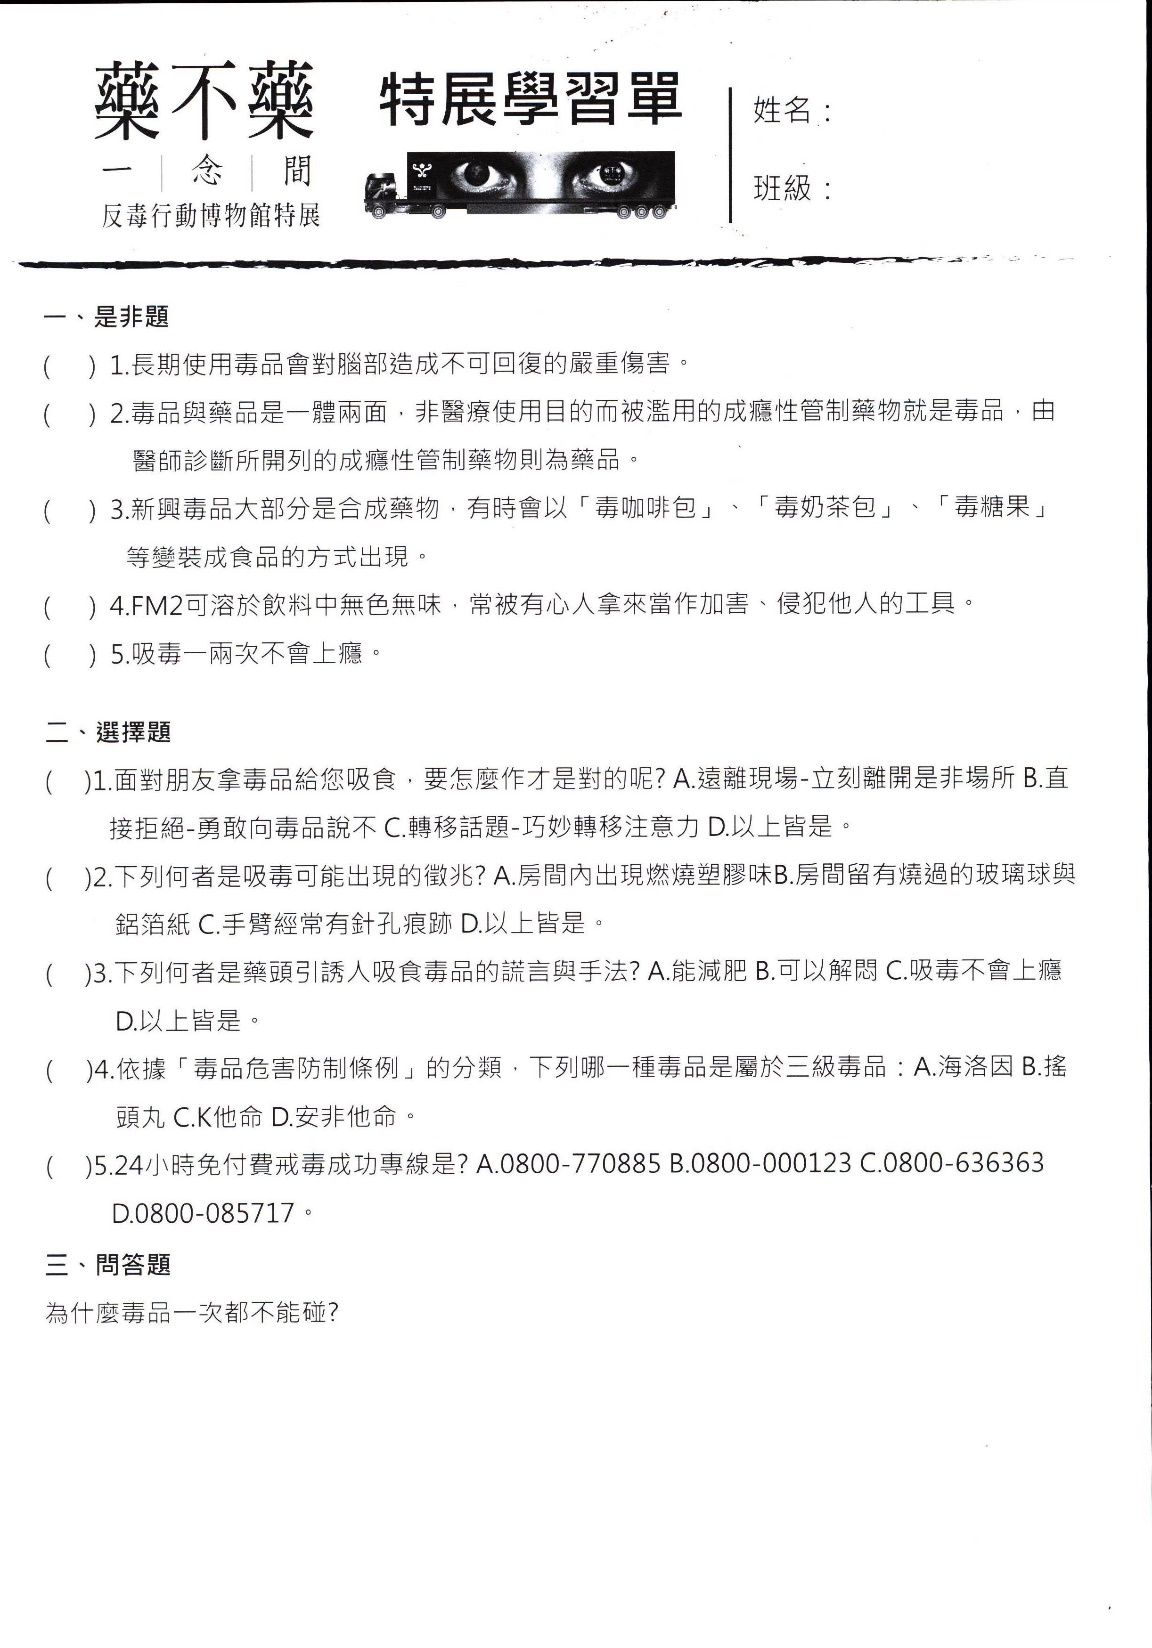 藥不藥
一|念|間
反毒行動博物館特展
特展學習單
姓名：
班級：
一、是非題
(　) 1.長期使用毒品會對腦部造成不可回復的嚴重傷害。
(　) 2.毒品與藥品是一體兩面，非醫療使用目的而被濫用的成癮性管制藥物就是毒品，由
醫師診斷所開列的成癮性管制藥物則為藥品。
(　) 3.新興毒品大部分是合成藥物，有時會以「毒咖啡包」、「毒奶茶包」、「毒糖果」
等變裝成食品的方式出現。
(　) 4.FM2可溶於飲料中無色無味，常被有心人拿來當作加害、侵犯他人的工具。
(　) 5.吸毒一兩次不會上癮。
二、選擇題
(　)1.面對朋友拿毒品給您吸食，要怎麼作才是對的呢? A.遠離現場-立刻離開是非場所 B.直
接拒絕-勇敢向毒品說不 C.轉移話題-巧妙轉移注意力 D.以上皆是。
(　)2.下列何者是吸毒可能出現的徵兆? A.房間內出現燃燒塑膠味B.房間留有燒過的玻璃球與
鋁箔紙 C.手臂經常有針孔痕跡 D.以上皆是。
(　)3.下列何者是藥頭引誘人吸食毒品的謊言與手法? A.能減肥 B.可以解悶 C.吸毒不會上癮
D.以上皆是。
(　)4.依據「毒品危害防制條例」的分類，下列哪一種毒品是屬於三級毒品：A.海洛因 B.搖
頭丸 C.K他命 D.安非他命。
(　)5.24小時免付費戒毒成功專線是? A.0800-770885 B.0800-000123 C.0800-636363
D.0800-085717。
三、問答題
為什麼毒品一次都不能碰?